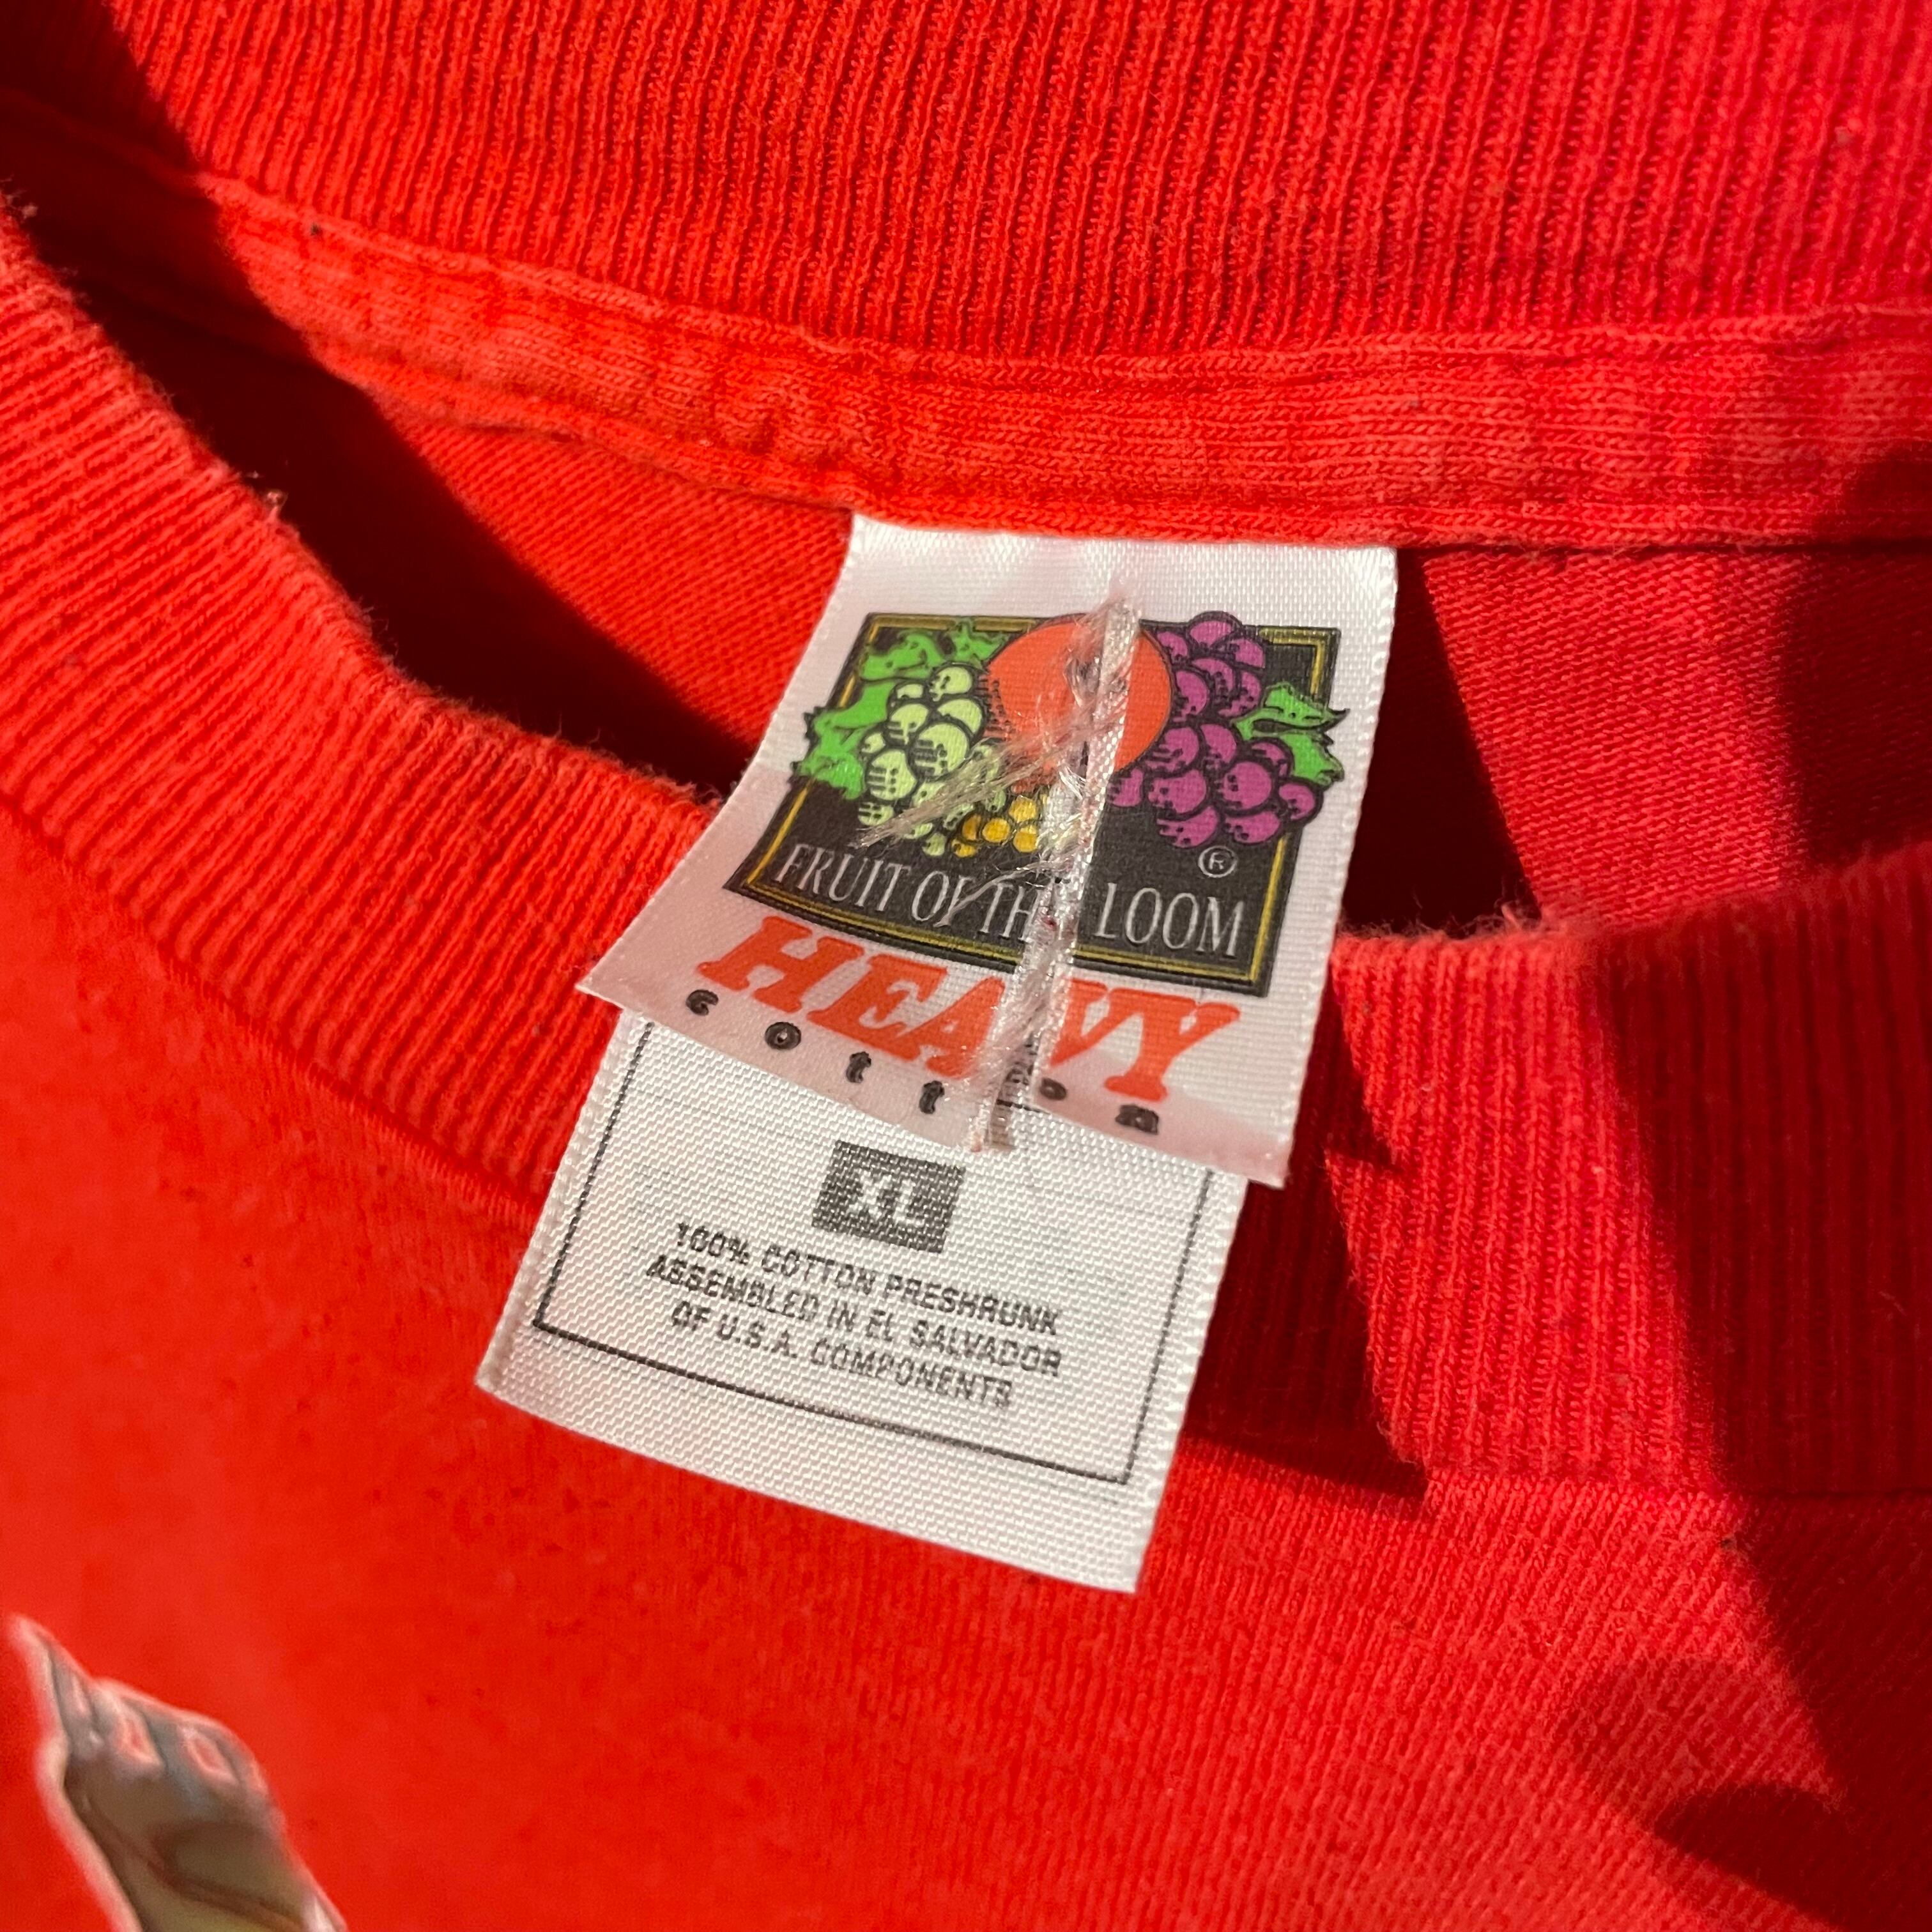 ®
FRUIT OF THE LOOM
HEAVY
cotton
XL
100% COTTON PRESHRUNK
ASSEMBLED IN EL SALVADOR
OF U.S.A. COMPONENTS